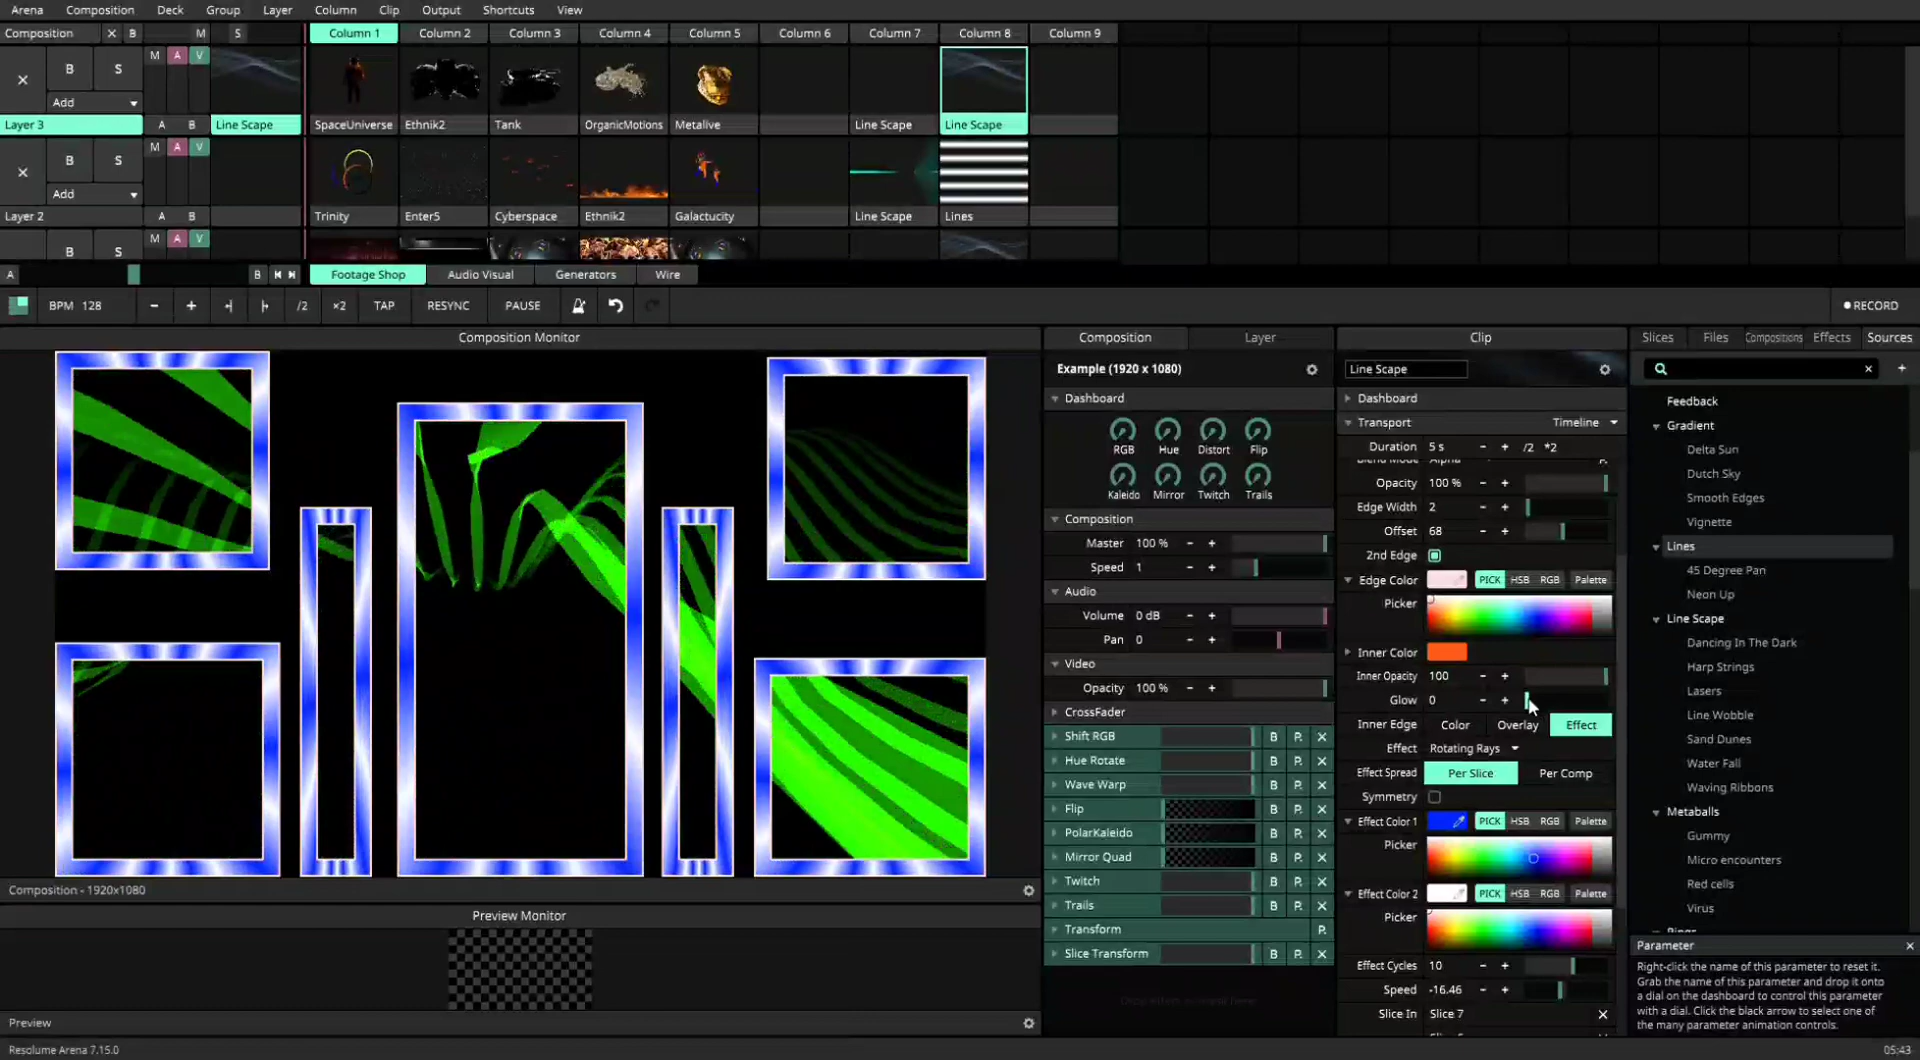 Arena Composition Deck Group Layer Column Clip Output Shortcuts View
Composition B M S Column 1 Column 2 Column 3 Column 4 Column 5 Column 6 Column 7 Column 8 Column 9
B S M A V
Add
Layer 3 A B Line Scape SpaceUniverse Ethnik2 Tank OrganicMotions Metalive Line Scape Line Scape
B S M A V
Add
Layer 2 A B Trinity Enter5 Cyberspace Ethnik2 Galactucity Line Scape Lines
B S M A V
A B Footage Shop Audio Visual Generators Wire
BPM 128 - + /2 ×2 TAP RESYNC PAUSE RECORD
Composition Monitor
Composition - 1920x1080
Preview Monitor
Preview
Resolume Arena 7.15.0
Composition Layer
Example (1920 x 1080)
Dashboard
RGB Hue Distort Flip
Kaleido Mirror Twitch Trails
Composition
Master 100 % - +
Speed 1 - +
Audio
Volume 0 dB - +
Pan 0 - +
Video
Opacity 100 % - +
CrossFader
Shift RGB B P. X
Hue Rotate B P. X
Wave Warp B P. X
Flip B P. X
PolarKaleido B P. X
Mirror Quad B P. X
Twitch B P. X
Trails B P. X
Transform P.
Slice Transform B P. X
Clip
Line Scape
Dashboard
Transport Timeline
Duration 5 s - + /2 *2
Blend Mode Alpha
Opacity 100 % - +
Edge Width 2 - +
Offset 68 - +
2nd Edge
Edge Color PICK HSB RGB Palette
Picker
Inner Color
Inner Opacity 100 - +
Glow 0 - +
Inner Edge Color Overlay Effect
Effect Rotating Rays
Effect Spread Per Slice Per Comp
Symmetry
Effect Color 1 PICK HSB RGB Palette
Picker
Effect Color 2 PICK HSB RGB Palette
Picker
Effect Cycles 10 - +
Speed -16.46 - +
Slice In Slice 7
Slices Files Compositions Effects Sources
Feedback
Gradient
Delta Sun
Dutch Sky
Smooth Edges
Vignette
Lines
45 Degree Pan
Neon Up
Line Scape
Dancing In The Dark
Harp Strings
Lasers
Line Wobble
Sand Dunes
Water Fall
Waving Ribbons
Metaballs
Gummy
Micro encounters
Red cells
Virus
Rings
Parameter
Right-click the name of this parameter to reset it.
Grab the name of this parameter and drop it onto
a dial on the dashboard to control this parameter
with a dial. Click the black arrow to select one of
the many parameter animation controls.
05:43